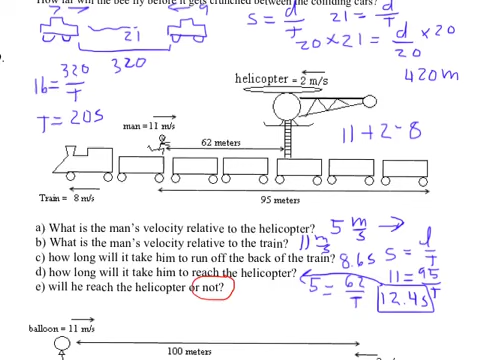 How far will the bee fly before it gets crunched between the colliding cars?
S = d/T 21 = d/T
20 × 21 = d/20 × 20
21
320
420m
16 = 320/T
T = 20s
helicopter = 2 m/s
man = 11 m/s
62 meters
11 + 2 - 8
Train = 8 m/s
95 meters
a) What is the man's velocity relative to the helicopter? 5 m/s
b) What is the man's velocity relative to the train? 11 m/s
c) how long will it take him to run off the back of the train? 8.6s
S = d/T
11 = 95/T
d) how long will it take him to reach the helicopter?
5 = 62/T 12.4s
e) will he reach the helicopter or not?
balloon = 11 m/s
100 meters